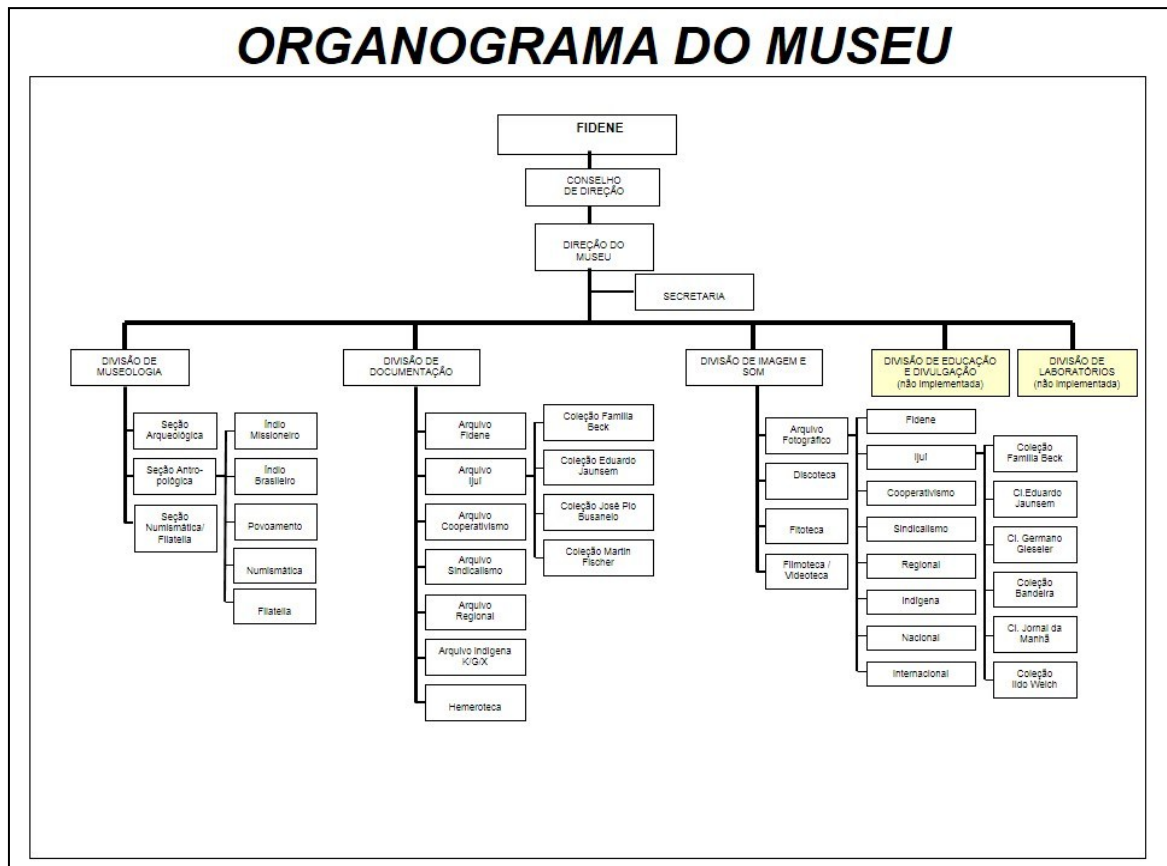 ORGANOGRAMA DO MUSEU
FIDENE
CONSELHO
DE DIREÇÃO
DIREÇÃO DO
MUSEU
SECRETARIA
DIVISÃO DE
MUSEOLOGIA
DIVISÃO DE
DOCUMENTAÇÃO
DIVISÃO DE IMAGEM E
SOM
DIVISÃO DE EDUCAÇÃO
E DIVULGAÇÃO
(não implementada)
DIVISÃO DE
LABORATÓRIOS
(não implementada)
Seção
Arqueológica
Seção Antro-
pológica
Seção
Numismática/
Filatelia
Índio
Missioneiro
Índio
Brasileiro
Povoamento
Numismática
Filatelia
Arquivo
Fidene
Arquivo
Ijuí
Arquivo
Cooperativismo
Arquivo
Sindicalismo
Arquivo
Regional
Arquivo Indígena
K/G/X
Hemeroteca
Coleção Família
Beck
Coleção Eduardo
Jaunsem
Coleção José Pio
Busanelo
Coleção Martin
Fischer
Arquivo
Fotográfico
Discoteca
Fitoteca
Filmoteca /
Videoteca
Fidene
Ijuí
Cooperativismo
Sindicalismo
Regional
Indígena
Nacional
Internacional
Coleção
Família Beck
Cl.Eduardo
Jaunsem
Cl. Germano
Gieseler
Coleção
Bandeira
Cl. Jornal da
Manhã
Coleção
Ildo Weich